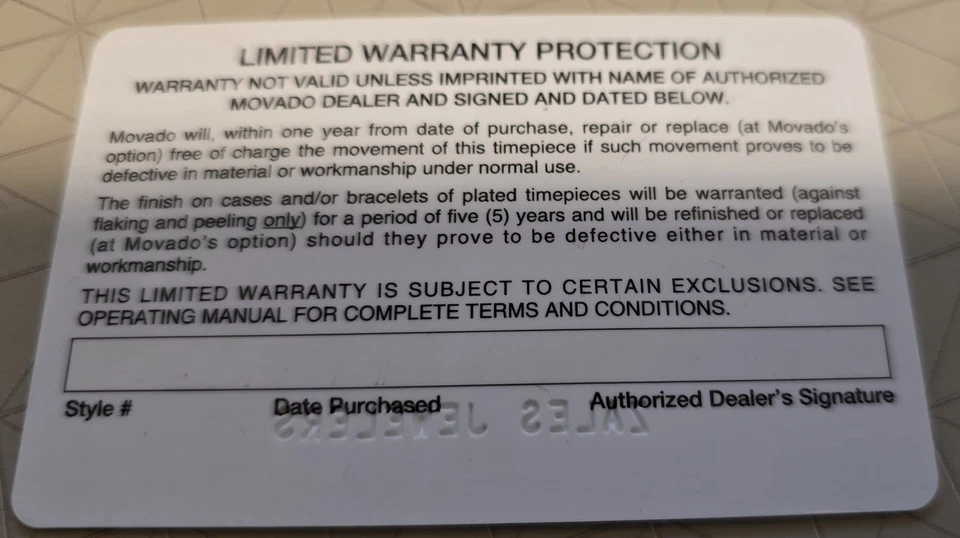 LIMITED WARRANTY PROTECTION
WARRANTY NOT VALID UNLESS IMPRINTED WITH NAME OF AUTHORIZED
MOVADO DEALER AND SIGNED AND DATED BELOW.
Movado will, within one year from date of purchase, repair or replace (at Movado's
option) free of charge the movement of this timepiece if such movement proves to be
defective in material or workmanship under normal use.
The finish on cases and/or bracelets of plated timepieces will be warranted (against
flaking and peeling only) for a period of five (5) years and will be refinished or replaced
(at Movado's option) should they prove to be defective either in material or
workmanship.
THIS LIMITED WARRANTY IS SUBJECT TO CERTAIN EXCLUSIONS. SEE
OPERATING MANUAL FOR COMPLETE TERMS AND CONDITIONS.
Style # Date Purchased Authorized Dealer's Signature
ZALES JEWELERS